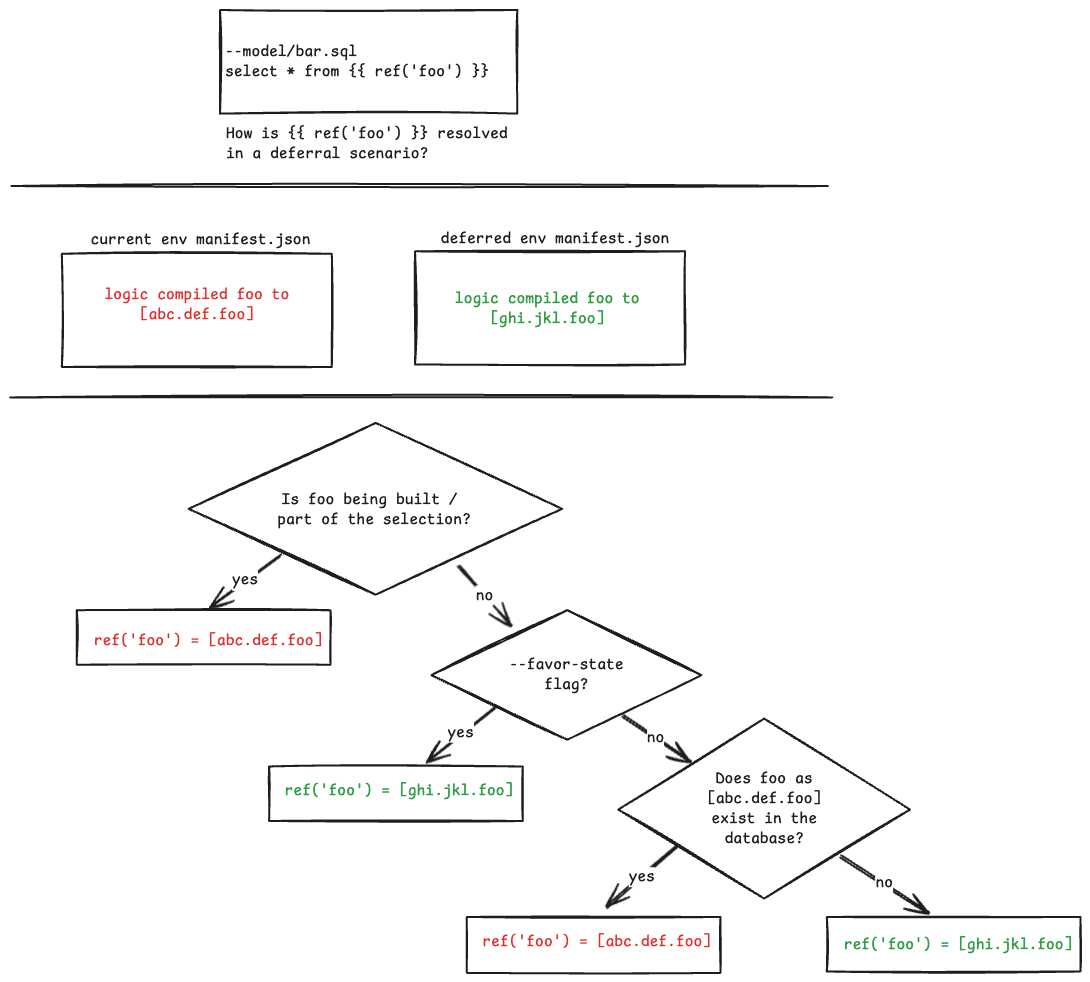 --model/bar.sql
select * from {{ ref('foo') }}
How is {{ ref('foo') }} resolved
in a deferral scenario?
current env manifest.json
deferred env manifest.json
logic compiled foo to
[abc.def.foo]
logic compiled foo to
[ghi.jkl.foo]
Is foo being built /
part of the selection?
yes
no
ref('foo') = [abc.def.foo]
--favor-state
flag?
yes
no
ref('foo') = [ghi.jkl.foo]
Does foo as
[abc.def.foo]
exist in the
database?
yes
no
ref('foo') = [abc.def.foo]
ref('foo') = [ghi.jkl.foo]